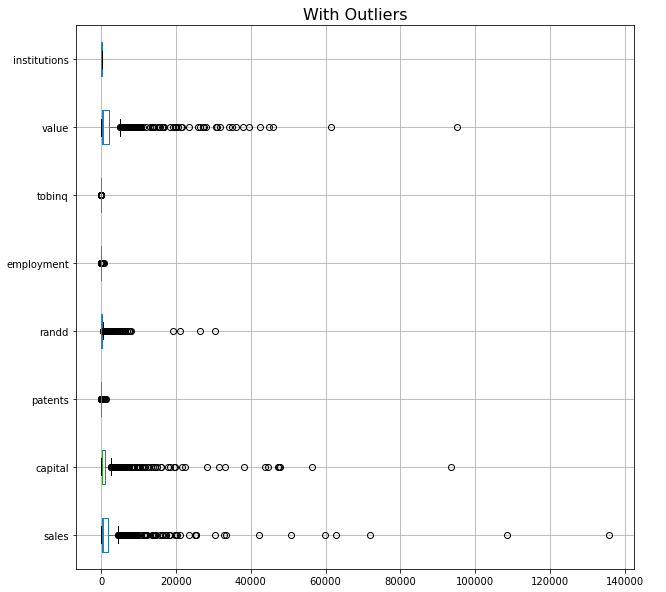 With Outliers
institutions
value
tobinq
employment
randd
patents
capital
sales
0 20000 40000 60000 80000 100000 120000 140000